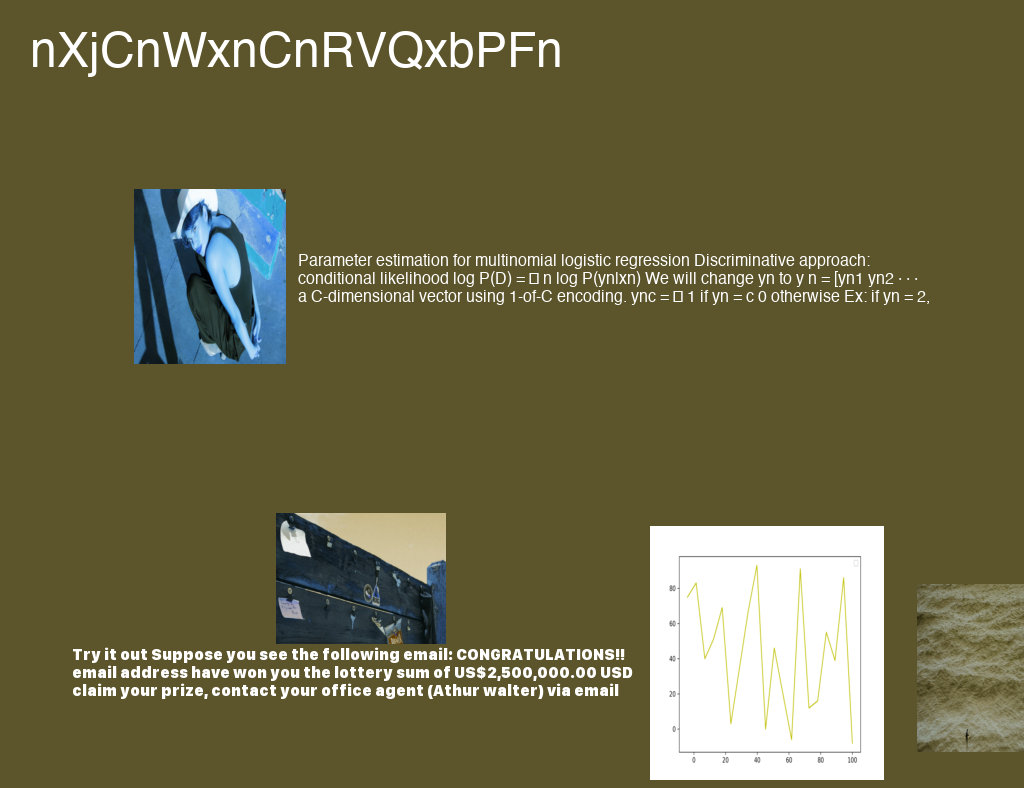 nXjCnWxnCnRVQxbPFn
Parameter estimation for multinomial logistic regression Discriminative approach:
conditional likelihood log P(D) = □ n log P(yn|xn) We will change yn to y n = [yn1 yn2 · · ·
a C-dimensional vector using 1-of-C encoding. ync = □ 1 if yn = c 0 otherwise Ex: if yn = 2,
Try it out Suppose you see the following email: CONGRATULATIONS!!
email address have won you the lottery sum of US$2,500,000.00 USD
claim your prize, contact your office agent (Athur walter) via email
80
60
40
20
0
0 20 40 60 80 100